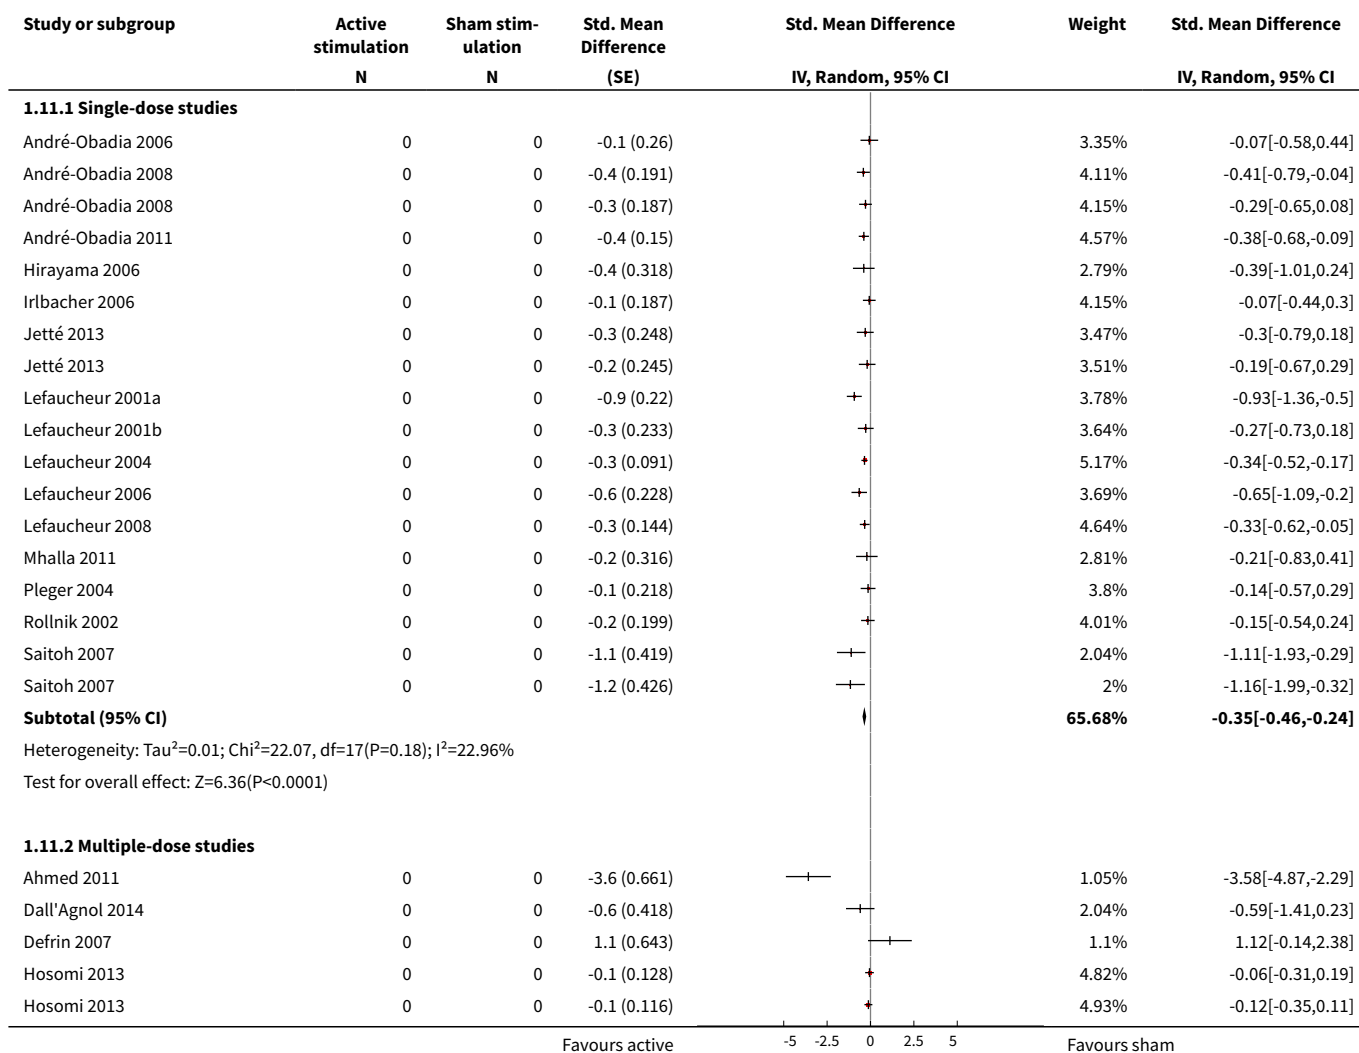 Study or subgroup Active stimulation Sham stim- ulation Std. Mean Difference Std. Mean Difference Weight Std. Mean Difference
N N (SE) IV, Random, 95% CI IV, Random, 95% CI
1.11.1 Single-dose studies
André-Obadia 2006 0 0 -0.1 (0.26) 3.35% -0.07[-0.58,0.44]
André-Obadia 2008 0 0 -0.4 (0.191) 4.11% -0.41[-0.79,-0.04]
André-Obadia 2008 0 0 -0.3 (0.187) 4.15% -0.29[-0.65,0.08]
André-Obadia 2011 0 0 -0.4 (0.15) 4.57% -0.38[-0.68,-0.09]
Hirayama 2006 0 0 -0.4 (0.318) 2.79% -0.39[-1.01,0.24]
Irlbacher 2006 0 0 -0.1 (0.187) 4.15% -0.07[-0.44,0.3]
Jetté 2013 0 0 -0.3 (0.248) 3.47% -0.3[-0.79,0.18]
Jetté 2013 0 0 -0.2 (0.245) 3.51% -0.19[-0.67,0.29]
Lefaucheur 2001a 0 0 -0.9 (0.22) 3.78% -0.93[-1.36,-0.5]
Lefaucheur 2001b 0 0 -0.3 (0.233) 3.64% -0.27[-0.73,0.18]
Lefaucheur 2004 0 0 -0.3 (0.091) 5.17% -0.34[-0.52,-0.17]
Lefaucheur 2006 0 0 -0.6 (0.228) 3.69% -0.65[-1.09,-0.2]
Lefaucheur 2008 0 0 -0.3 (0.144) 4.64% -0.33[-0.62,-0.05]
Mhalla 2011 0 0 -0.2 (0.316) 2.81% -0.21[-0.83,0.41]
Pleger 2004 0 0 -0.1 (0.218) 3.8% -0.14[-0.57,0.29]
Rollnik 2002 0 0 -0.2 (0.199) 4.01% -0.15[-0.54,0.24]
Saitoh 2007 0 0 -1.1 (0.419) 2.04% -1.11[-1.93,-0.29]
Saitoh 2007 0 0 -1.2 (0.426) 2% -1.16[-1.99,-0.32]
Subtotal (95% CI) 65.68% -0.35[-0.46,-0.24]
Heterogeneity: Tau²=0.01; Chi²=22.07, df=17(P=0.18); I²=22.96%
Test for overall effect: Z=6.36(P<0.0001)
1.11.2 Multiple-dose studies
Ahmed 2011 0 0 -3.6 (0.661) 1.05% -3.58[-4.87,-2.29]
Dall'Agnol 2014 0 0 -0.6 (0.418) 2.04% -0.59[-1.41,0.23]
Defrin 2007 0 0 1.1 (0.643) 1.1% 1.12[-0.14,2.38]
Hosomi 2013 0 0 -0.1 (0.128) 4.82% -0.06[-0.31,0.19]
Hosomi 2013 0 0 -0.1 (0.116) 4.93% -0.12[-0.35,0.11]
Favours active -5 -2.5 0 2.5 5 Favours sham